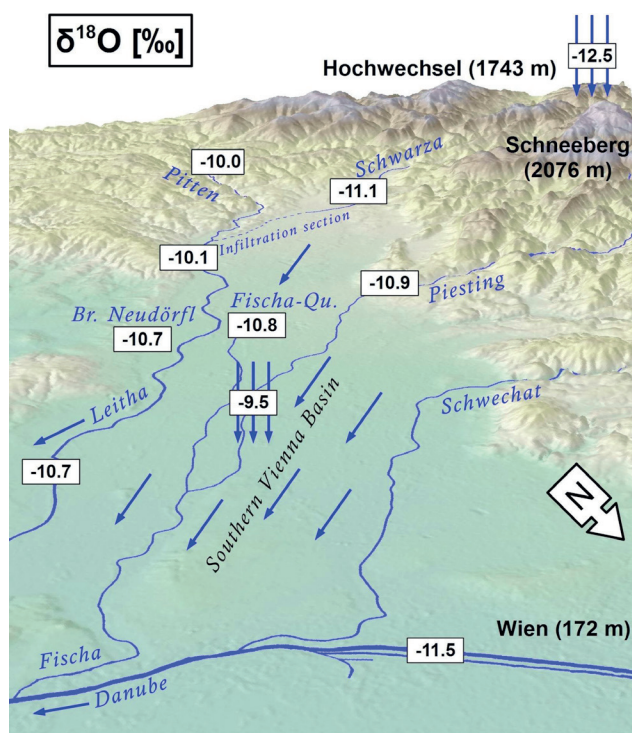 δ¹⁸O [‰]
-12.5
Hochwechsel (1743 m)
Schneeberg
(2076 m)
Schwarza
-10.0
Pitten
-11.1
Infiltration section
-10.1
-10.9
Piesting
Br. Neudörfl
-10.7
Fischa-Qu.
-10.8
Leitha
-9.5
Schwechat
-10.7
Southern Vienna Basin
N
Wien (172 m)
-11.5
Fischa
Danube